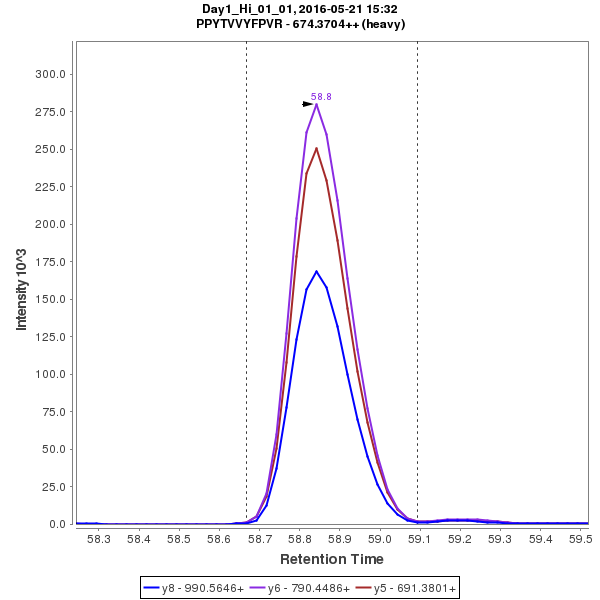 Day1_Hi_01_01, 2016-05-21 15:32
PPYTVVYFPVR - 674.3704++ (heavy)
58.8
300.0
275.0
250.0
225.0
200.0
175.0
150.0
125.0
100.0
75.0
50.0
25.0
0.0
Intensity 10^3
58.3 58.4 58.5 58.6 58.7 58.8 58.9 59.0 59.1 59.2 59.3 59.4 59.5
Retention Time
y8 - 990.5646+ y6 - 790.4486+ y5 - 691.3801+